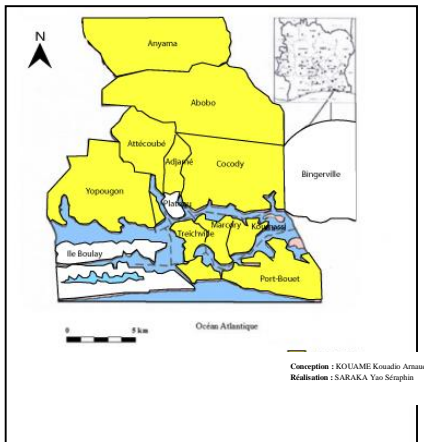 N
Anyama
Abobo
Attécoubé
Adjamé
Cocody
Bingerville
Yopougon
Plateau
Marcory
Koumassi
Treichville
Ile Boulay
Port-Bouet
0 5 km
Océan Atlantique
Conception : KOUAME Kouadio Arnaud
Réalisation : SARAKA Yao Séraphin